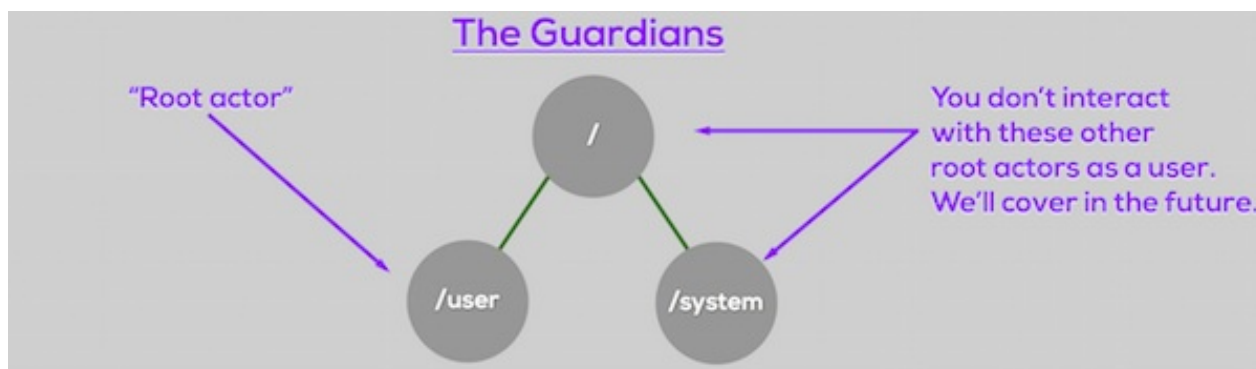 The Guardians
“Root actor”
/
You don’t interact
with these other
root actors as a user.
We’ll cover in the future.
/user
/system